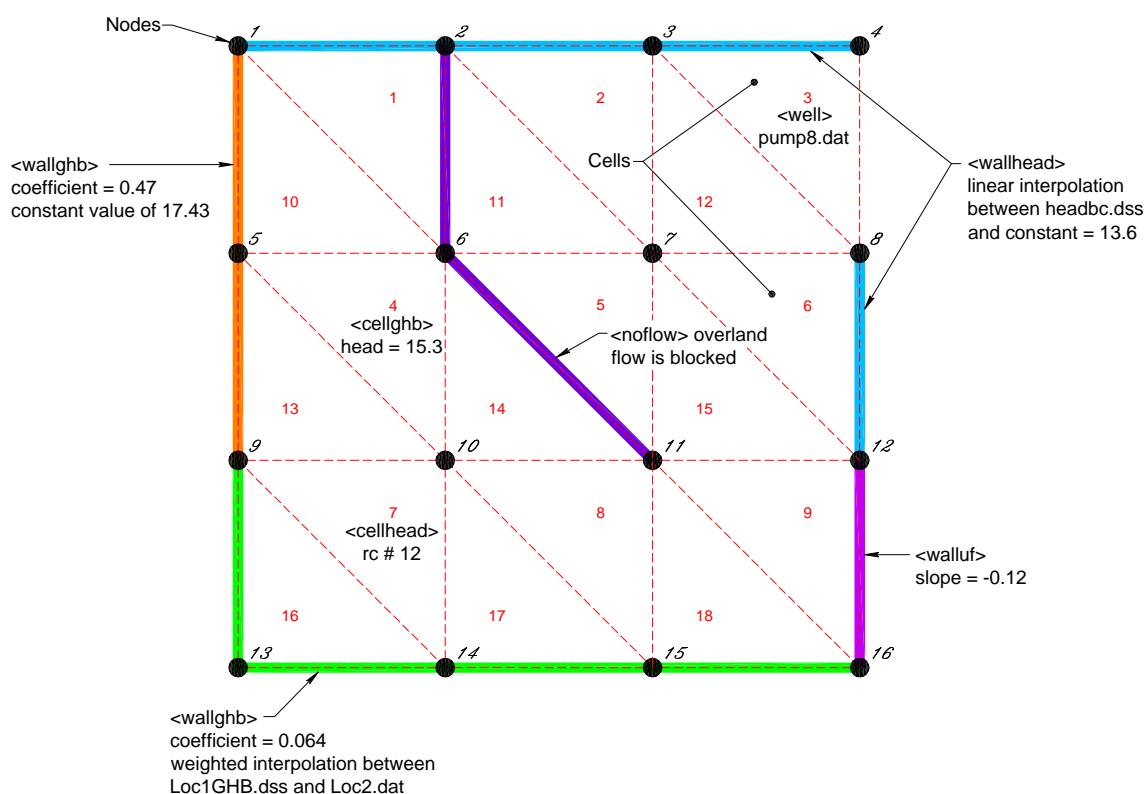 Nodes
1
2
3
4
1
2
3
<well>
pump8.dat
Cells
<wallghb>
coefficient = 0.47
constant value of 17.43
<wallhead>
linear interpolation
between headbc.dss
and constant = 13.6
10
11
12
5
6
7
8
4
5
6
<cellghb>
head = 15.3
<noflow> overland
flow is blocked
13
14
15
9
10
11
12
7
8
9
<cellhead>
rc # 12
<walluf>
slope = -0.12
16
17
18
13
14
15
16
<wallghb>
coefficient = 0.064
weighted interpolation between
Loc1GHB.dss and Loc2.dat